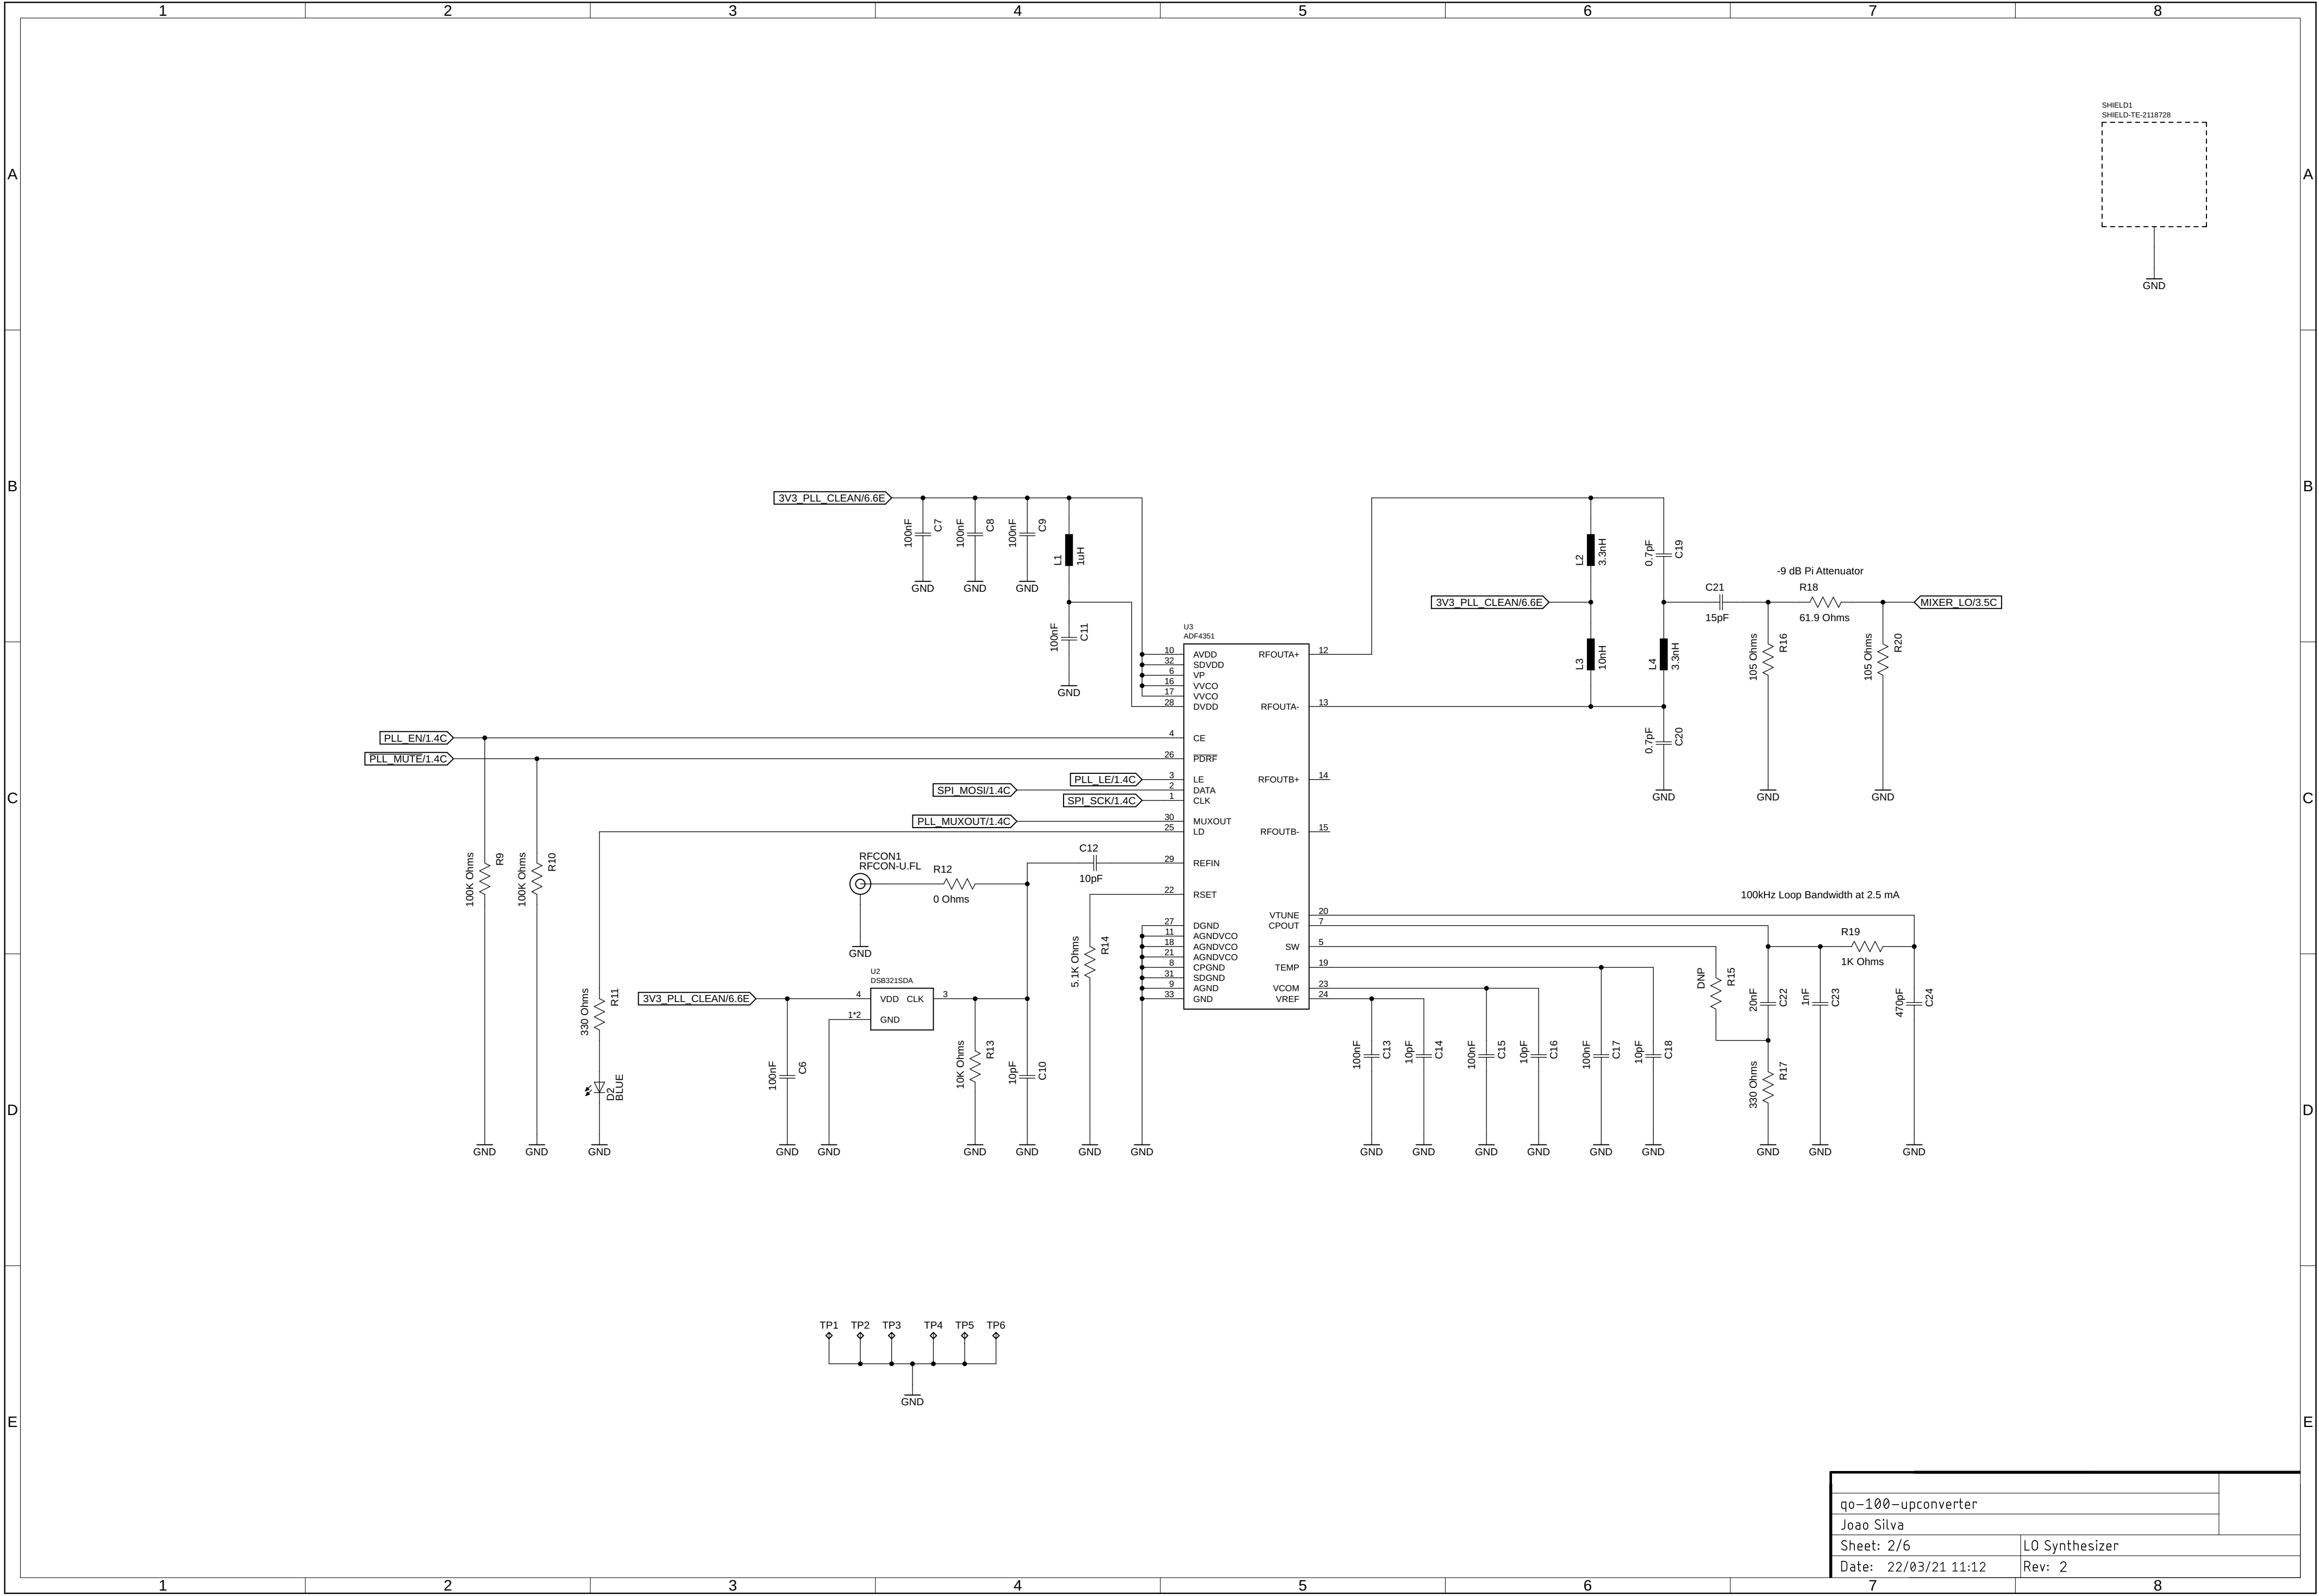 1 2 3 4 5 6 7 8
A A
B B
C C
D D
E E
SHIELD1
SHIELD-TE-2118728
GND
3V3_PLL_CLEAN/6.6E
100nF C7
100nF C8
100nF C9
L1 1uH
GND GND GND
100nF C11
GND
U3
ADF4351
10 AVDD
32 SDVDD
6 VP
16 VVCO
17 VVCO
28 DVDD
4 CE
26 PDRF
3 LE
2 DATA
1 CLK
30 MUXOUT
25 LD
29 REFIN
22 RSET
27 DGND
11 AGNDVCO
18 AGNDVCO
21 AGNDVCO
8 CPGND
31 SDGND
9 AGND
33 GND
RFOUTA+ 12
RFOUTA- 13
RFOUTB+ 14
RFOUTB- 15
VTUNE 20
CPOUT 7
SW 5
TEMP 19
VCOM 23
VREF 24
PLL_EN/1.4C
PLL_MUTE/1.4C
PLL_LE/1.4C
SPI_MOSI/1.4C
SPI_SCK/1.4C
PLL_MUXOUT/1.4C
100K Ohms R9
100K Ohms R10
330 Ohms R11
D2
BLUE
RFCON1
RFCON-U.FL
GND
R12
0 Ohms
C12
10pF
3V3_PLL_CLEAN/6.6E
U2
DSB321SDA
4 VDD CLK 3
1*2 GND
100nF C6
10K Ohms R13
10pF C10
5.1K Ohms R14
GND GND GND GND GND GND GND GND GND
L2 3.3nH
0.7pF C19
3V3_PLL_CLEAN/6.6E
L3 10nH
L4 3.3nH
0.7pF C20
C21
15pF
-9 dB Pi Attenuator
R18
61.9 Ohms
MIXER_LO/3.5C
105 Ohms R16
105 Ohms R20
GND GND GND
100kHz Loop Bandwidth at 2.5 mA
R19
1K Ohms
DNP R15
20nF C22
1nF C23
470pF C24
330 Ohms R17
100nF C13
10pF C14
100nF C15
10pF C16
100nF C17
10pF C18
GND GND GND GND GND GND GND GND GND
TP1 TP2 TP3 TP4 TP5 TP6
GND
qo-100-upconverter
Joao Silva
Sheet: 2/6 LO Synthesizer
Date: 22/03/21 11:12 Rev: 2
1 2 3 4 5 6 7 8